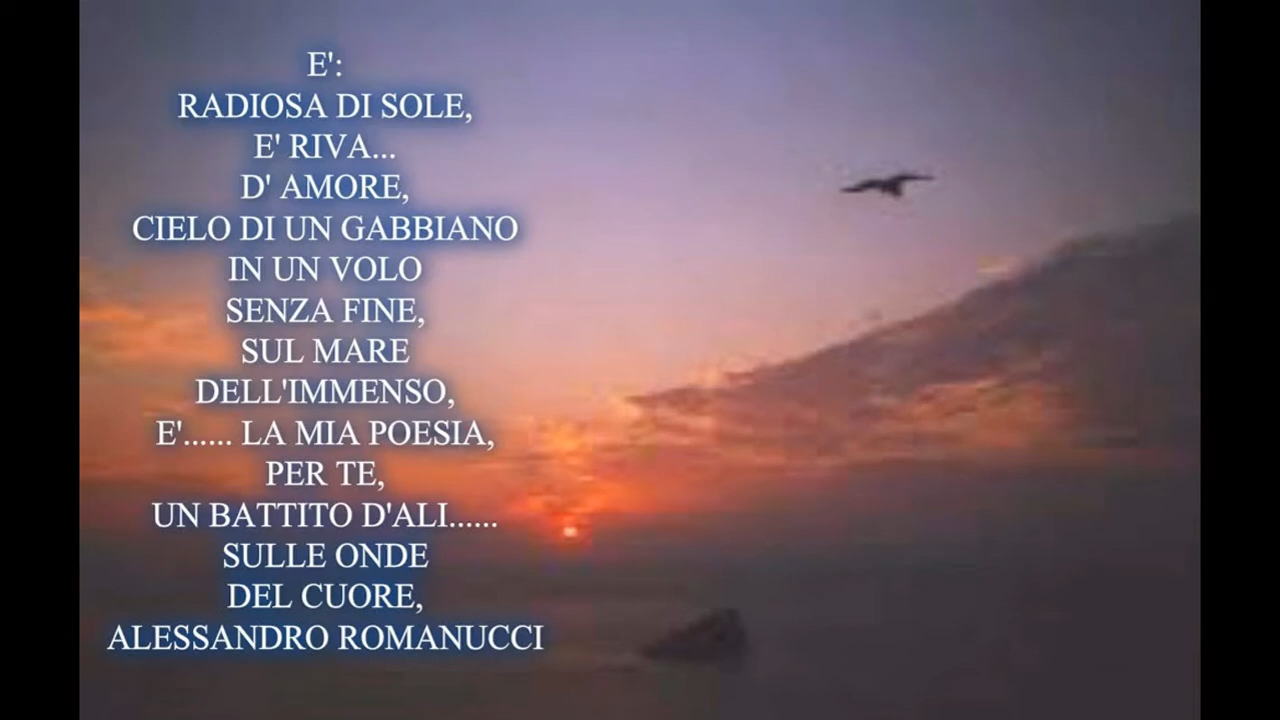 E':
RADIOSA DI SOLE,
E' RIVA...
D' AMORE,
CIELO DI UN GABBIANO
IN UN VOLO
SENZA FINE,
SUL MARE
DELL'IMMENSO,
E'...... LA MIA POESIA,
PER TE,
UN BATTITO D'ALI......
SULLE ONDE
DEL CUORE,
ALESSANDRO ROMANUCCI